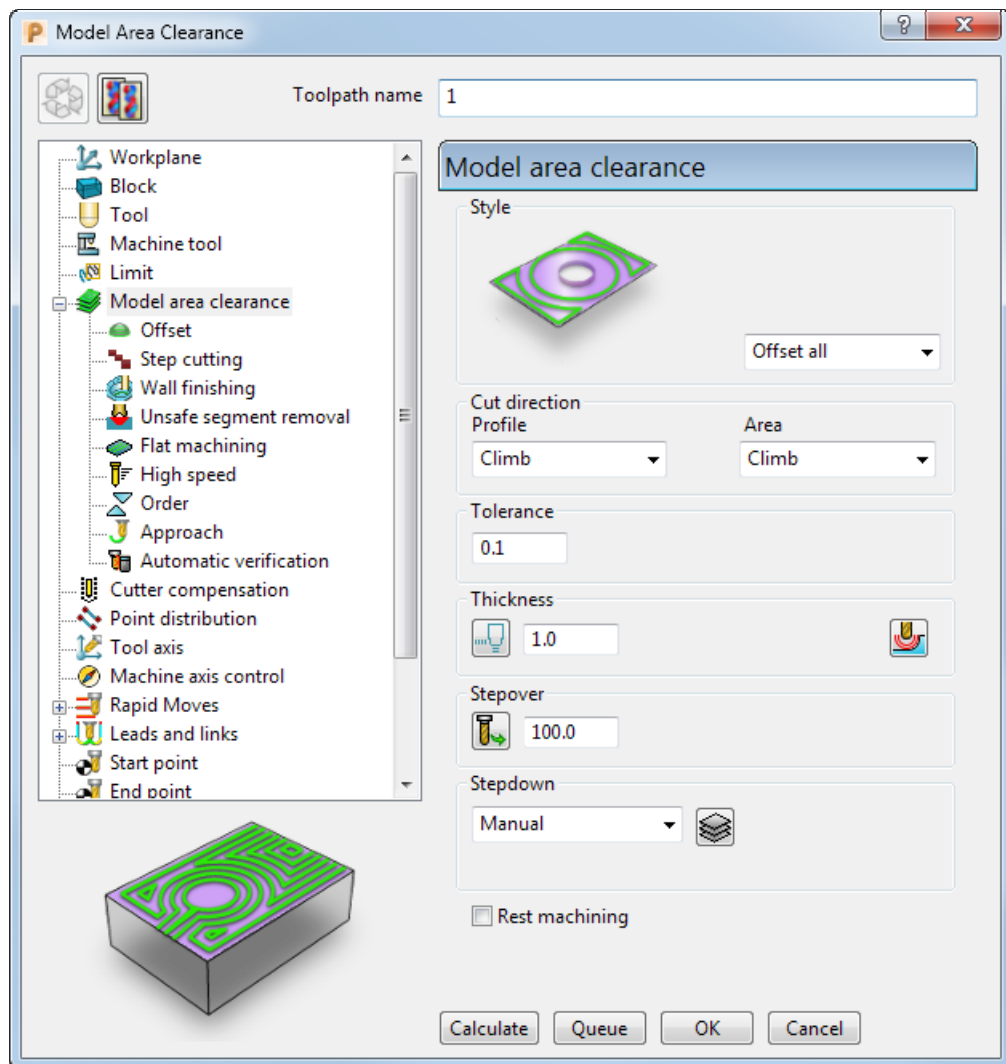 Model Area Clearance
Toolpath name 1
Workplane
Block
Tool
Machine tool
Limit
Model area clearance
Offset
Step cutting
Wall finishing
Unsafe segment removal
Flat machining
High speed
Order
Approach
Automatic verification
Cutter compensation
Point distribution
Tool axis
Machine axis control
Rapid Moves
Leads and links
Start point
End point
Model area clearance
Style
Offset all
Cut direction
Profile Area
Climb Climb
Tolerance
0.1
Thickness
1.0
Stepover
100.0
Stepdown
Manual
Rest machining
Calculate Queue OK Cancel